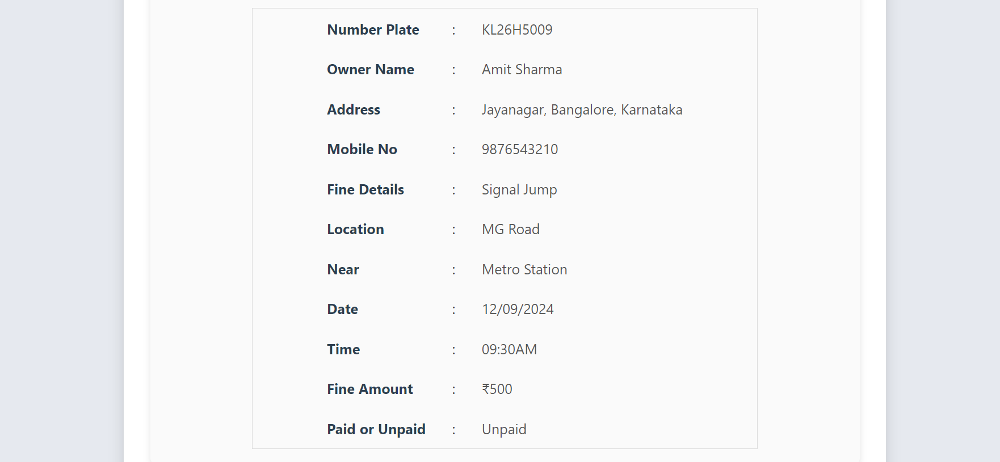 Number Plate : KL26H5009
Owner Name : Amit Sharma
Address : Jayanagar, Bangalore, Karnataka
Mobile No : 9876543210
Fine Details : Signal Jump
Location : MG Road
Near : Metro Station
Date : 12/09/2024
Time : 09:30AM
Fine Amount : ₹500
Paid or Unpaid : Unpaid